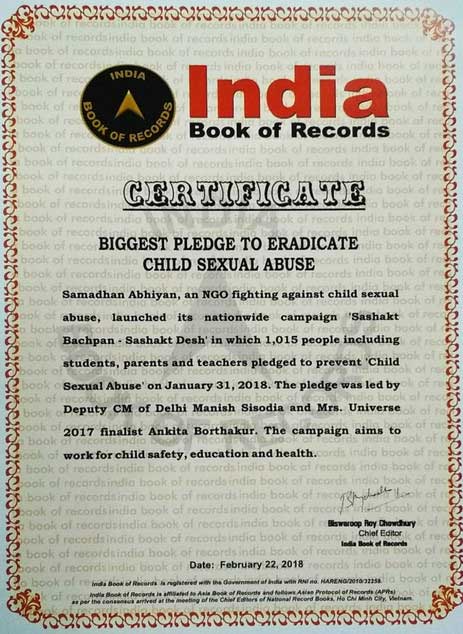 INDIA
BOOK OF RECORDS
India
Book of Records
CERTIFICATE
BIGGEST PLEDGE TO ERADICATE
CHILD SEXUAL ABUSE
Samadhan Abhiyan, an NGO fighting against child sexual
abuse, launched its nationwide campaign 'Sashakt
Bachpan - Sashakt Desh' in which 1,015 people including
students, parents and teachers pledged to prevent 'Child
Sexual Abuse' on January 31, 2018. The pledge was led by
Deputy CM of Delhi Manish Sisodia and Mrs. Universe
2017 finalist Ankita Borthakur. The campaign aims to
work for child safety, education and health.
Biswaroop Roy Chowdhury
Chief Editor
India Book of Records
Date: February 22, 2018
India Book of Records is registered with the Government of India with RNI no. HARENG/2010/32259.
India Book of Records is affiliated to Asia Book of Records and follows Asian Protocol of Records (APRs)
as per the consensus arrived at the meeting of the Chief Editors of National Record Books, Ho Chi Minh City, Vietnam.